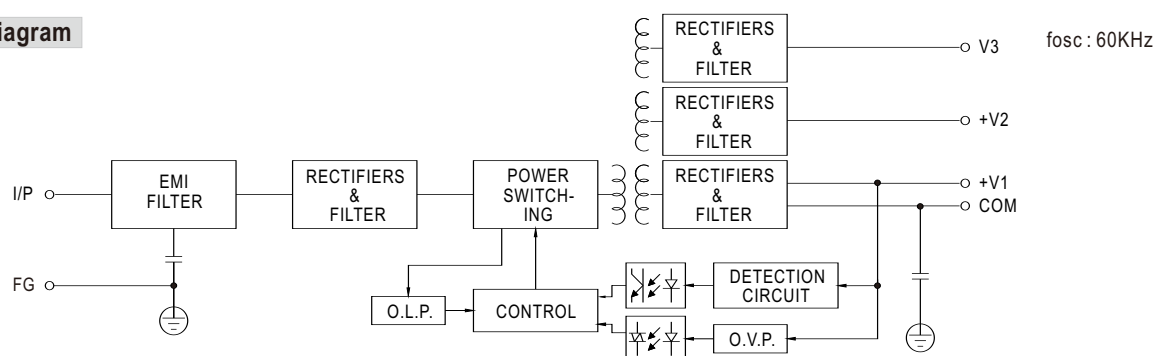 iagram
RECTIFIERS
&
FILTER
V3
fosc : 60KHz
RECTIFIERS
&
FILTER
+V2
I/P
EMI
FILTER
RECTIFIERS
&
FILTER
POWER
SWITCH-
ING
RECTIFIERS
&
FILTER
+V1
COM
FG
O.L.P.
CONTROL
DETECTION
CIRCUIT
O.V.P.